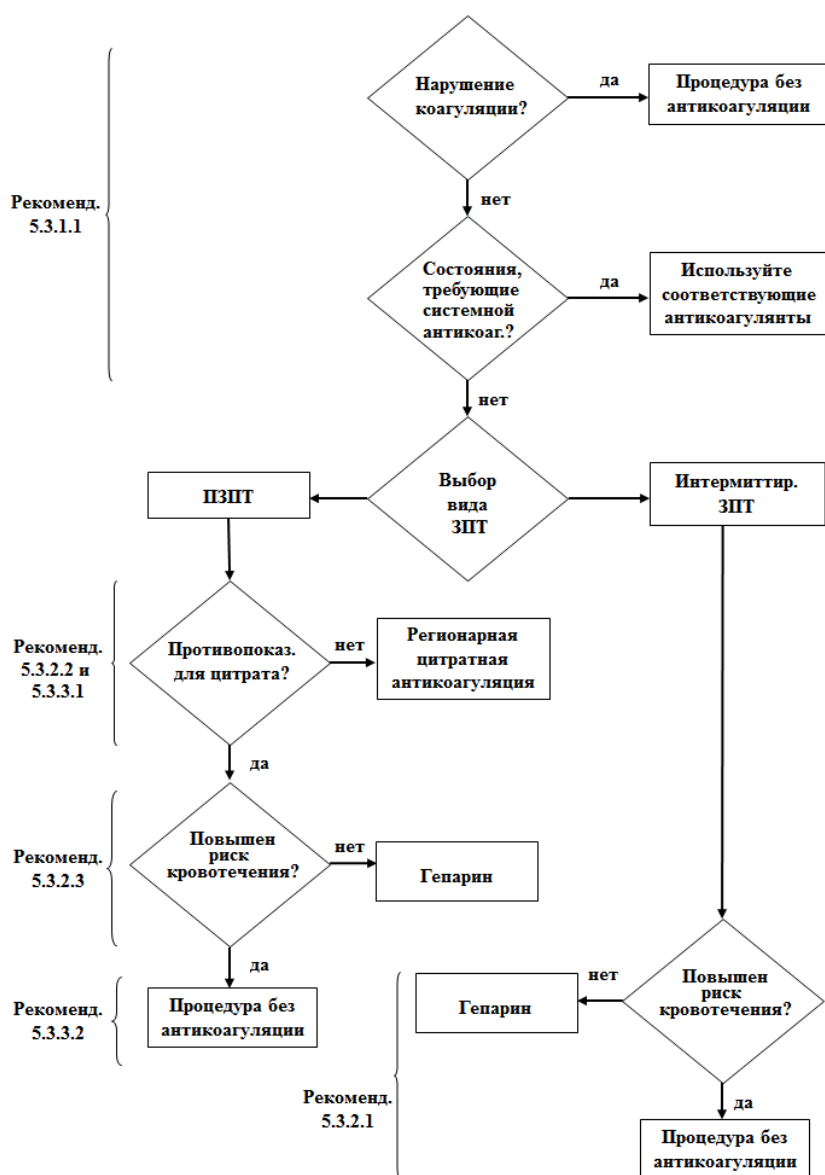 Нарушение
коагуляции?
да
Процедура без
антикоагуляции
нет
Рекоменд.
5.3.1.1
Состояния,
требующие
системной
антикоаг.?
да
Используйте
соответствующие
антикоагулянты
нет
ПЗПТ
Выбор
вида
ЗПТ
Интермиттир.
ЗПТ
Рекоменд.
5.3.2.2 и
5.3.3.1
Противопоказ.
для цитрата?
нет
Регионарная
цитратная
антикоагуляция
да
Рекоменд.
5.3.2.3
Повышен
риск
кровотечения?
нет
Гепарин
да
Рекоменд.
5.3.3.2
Процедура без
антикоагуляции
Гепарин
нет
Повышен
риск
кровотечения?
Рекоменд.
5.3.2.1
да
Процедура без
антикоагуляции